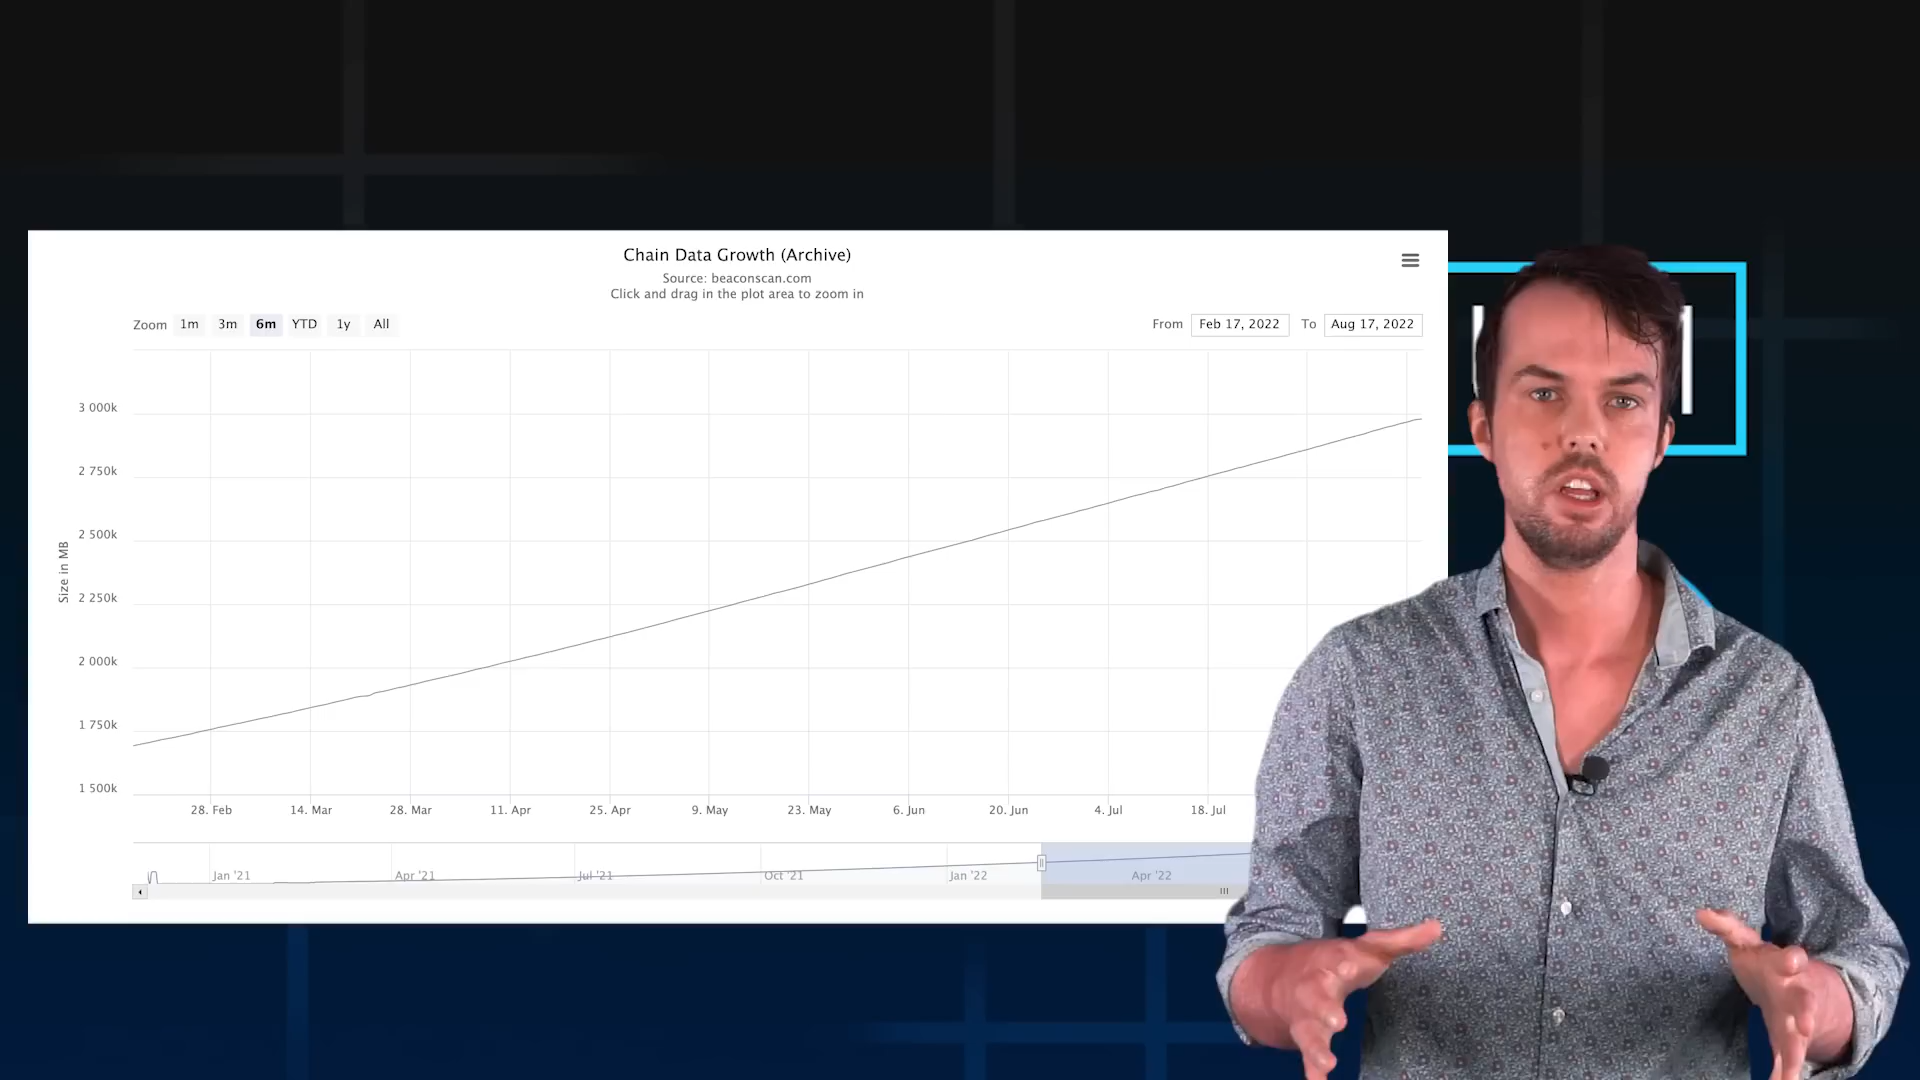 Chain Data Growth (Archive)
Source: beaconscan.com
Click and drag in the plot area to zoom in
Zoom 1m 3m 6m YTD 1y All
From Feb 17, 2022 To Aug 17, 2022
3 000k
2 750k
2 500k
2 250k
2 000k
1 750k
1 500k
Size in MB
28. Feb 14. Mar 28. Mar 11. Apr 25. Apr 9. May 23. May 6. Jun 20. Jun 4. Jul 18. Jul
Jan '21 Apr '21 Jul '21 Oct '21 Jan '22 Apr '22